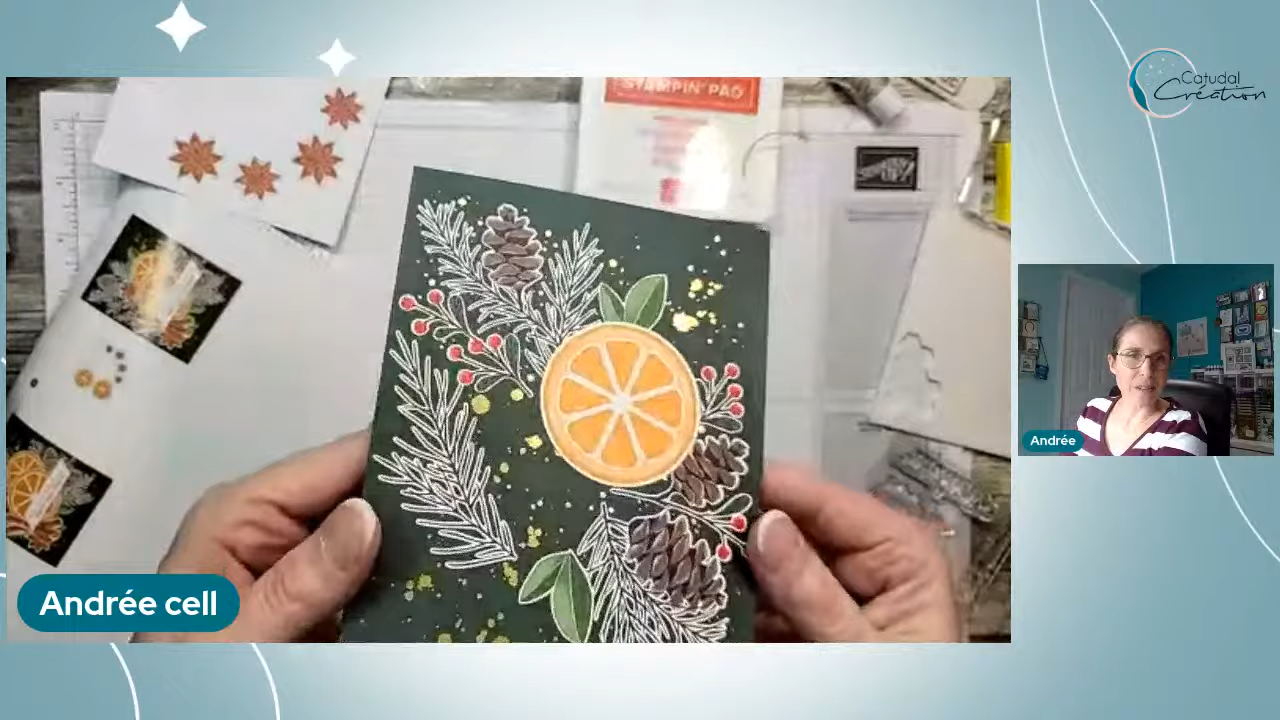 Catudal
Création
STAMPIN' PAD
Andrée
Andrée cell